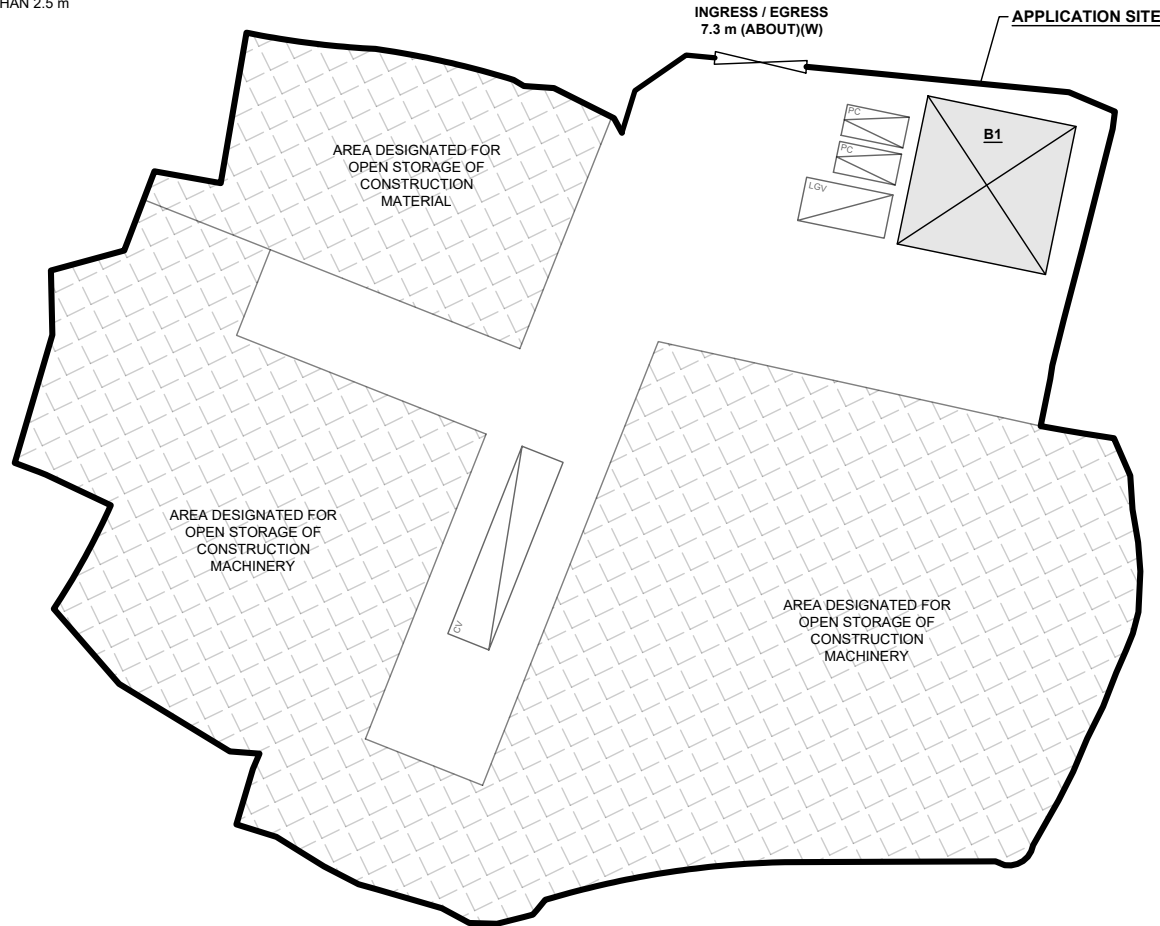 HAN 2.5 m
INGRESS / EGRESS
7.3 m (ABOUT)(W)
APPLICATION SITE
PC
B1
PC
LGV
AREA DESIGNATED FOR
OPEN STORAGE OF
CONSTRUCTION
MATERIAL
AREA DESIGNATED FOR
OPEN STORAGE OF
CONSTRUCTION
MACHINERY
CV
AREA DESIGNATED FOR
OPEN STORAGE OF
CONSTRUCTION
MACHINERY